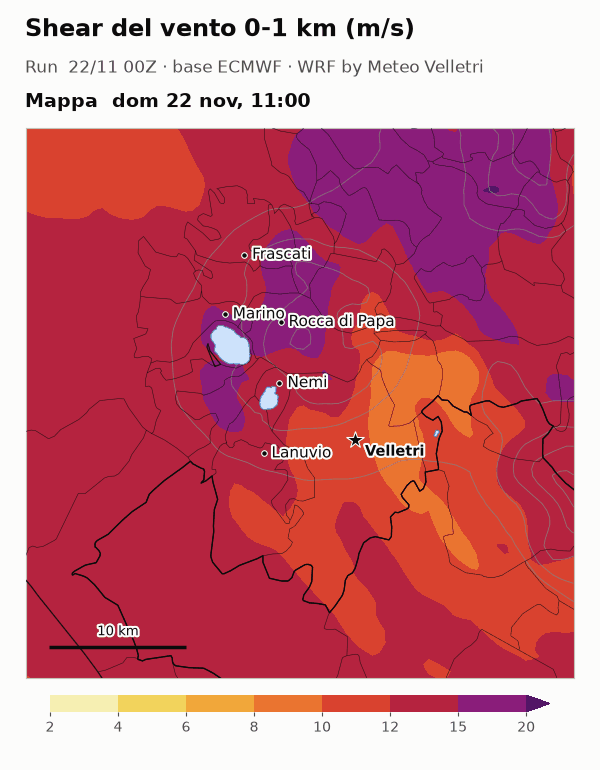 Shear del vento 0-1 km (m/s)
Run  22/11 00Z · base ECMWF · WRF by Meteo Velletri
Mappa  dom 22 nov, 11:00
Frascati
Marino
Rocca di Papa
Nemi
Velletri
Lanuvio
10 km
2 4 6 8 10 12 15 20